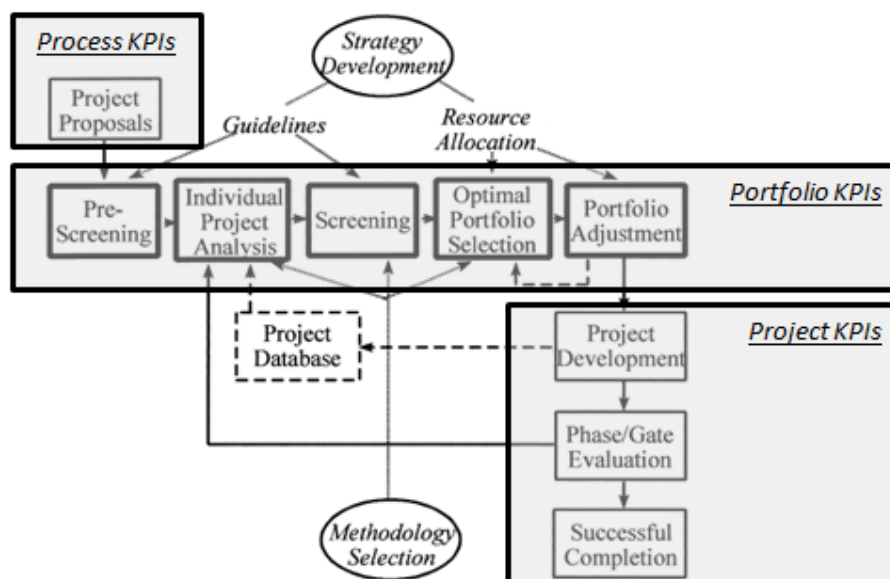 Process KPIs
Strategy
Development
Project
Proposals
Guidelines
Resource
Allocation
Portfolio KPIs
Pre-
Screening
Individual
Project
Analysis
Screening
Optimal
Portfolio
Selection
Portfolio
Adjustment
Project KPIs
Project
Database
Project
Development
Phase/Gate
Evaluation
Methodology
Selection
Successful
Completion